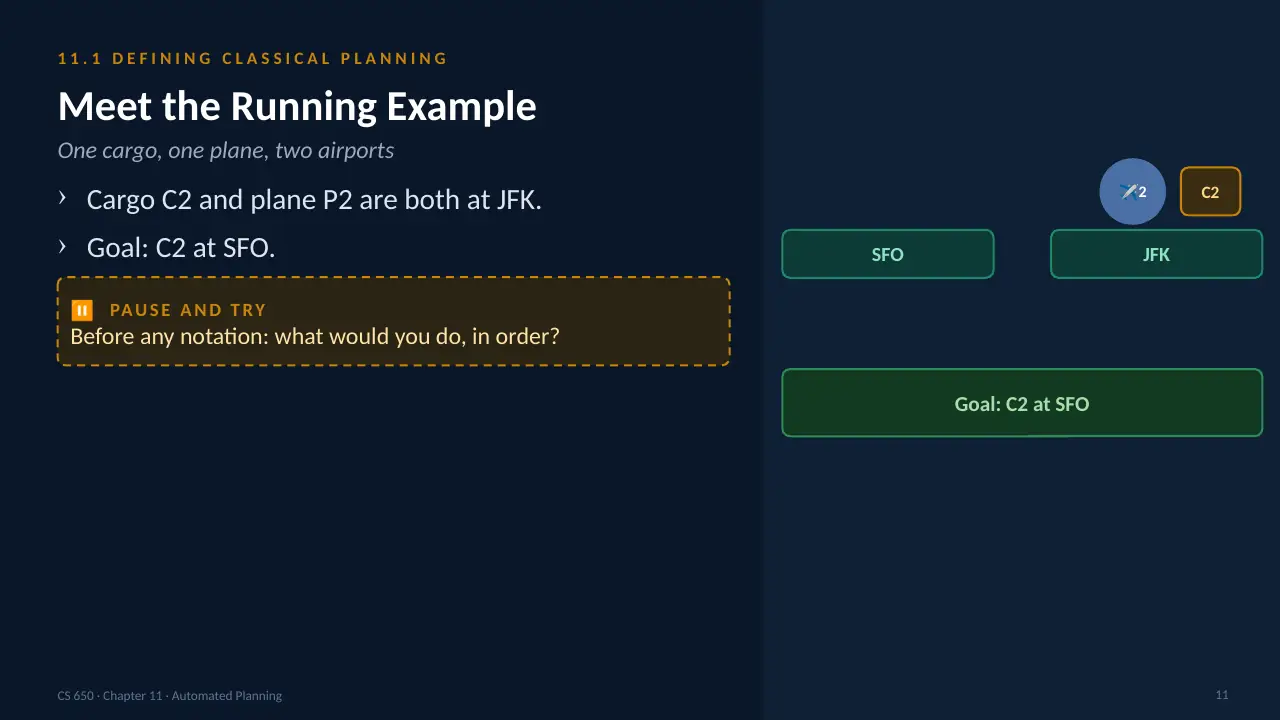 11.1 DEFINING CLASSICAL PLANNING
Meet the Running Example
One cargo, one plane, two airports
› Cargo C2 and plane P2 are both at JFK.
› Goal: C2 at SFO.
⏸ PAUSE AND TRY
Before any notation: what would you do, in order?
✈2
C2
SFO
JFK
Goal: C2 at SFO
CS 650 · Chapter 11 · Automated Planning
11